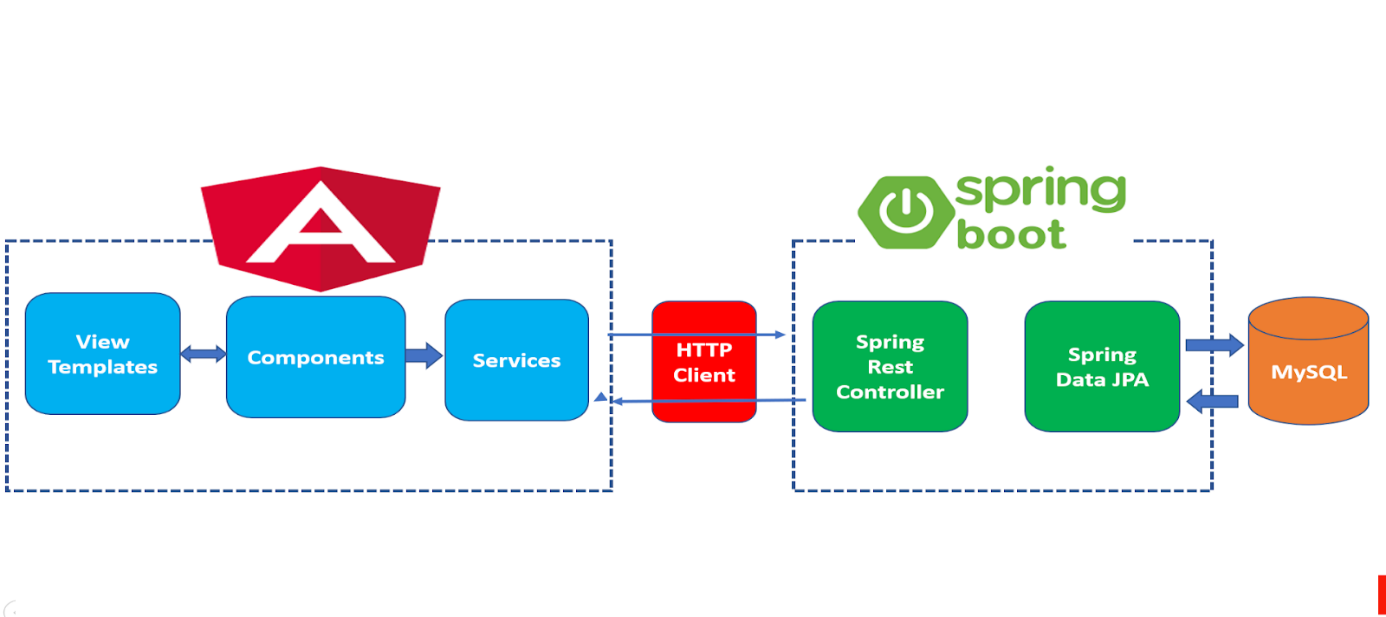 spring
boot
View
Templates
Components
Services
HTTP
Client
Spring
Rest
Controller
Spring
Data JPA
MySQL